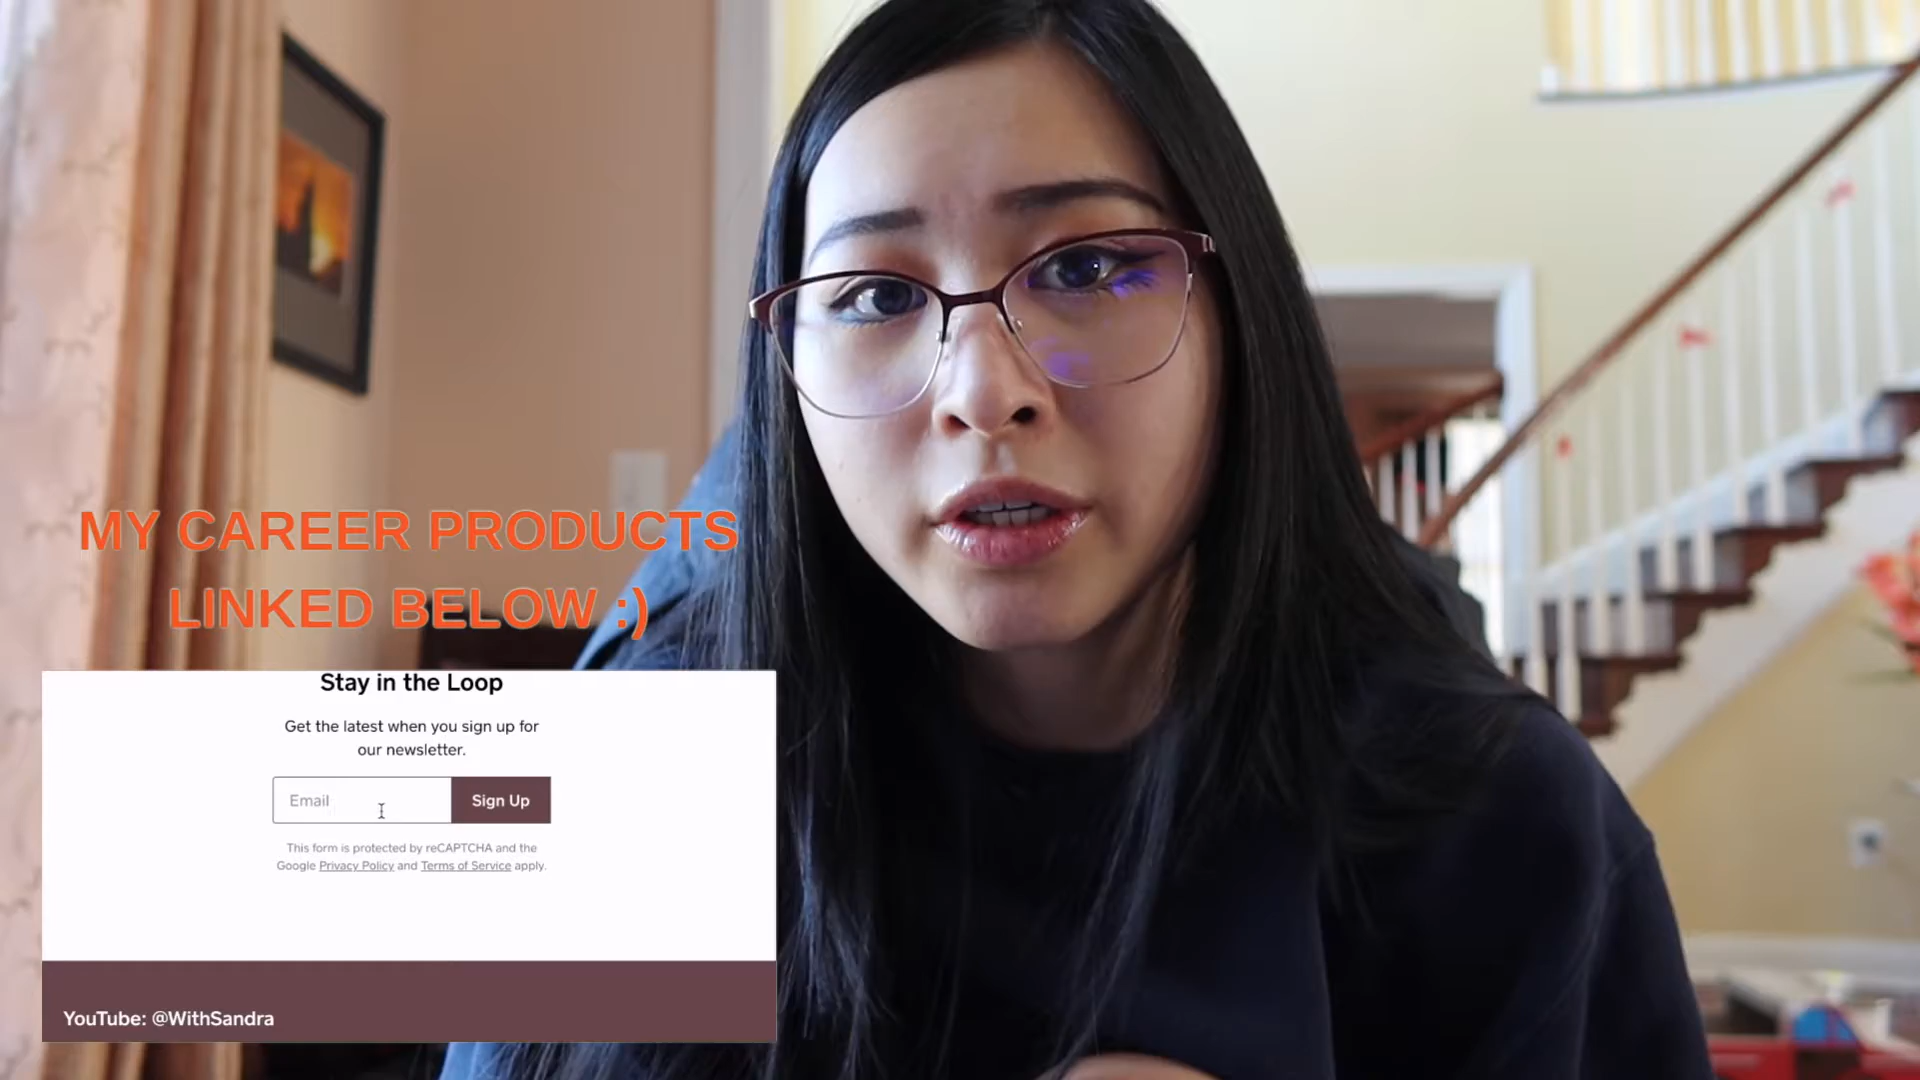 MY CAREER PRODUCTS
LINKED BELOW :)
Stay in the Loop
Get the latest when you sign up for
our newsletter.
Email
Sign Up
This form is protected by reCAPTCHA and the
Google Privacy Policy and Terms of Service apply.
YouTube: @WithSandra